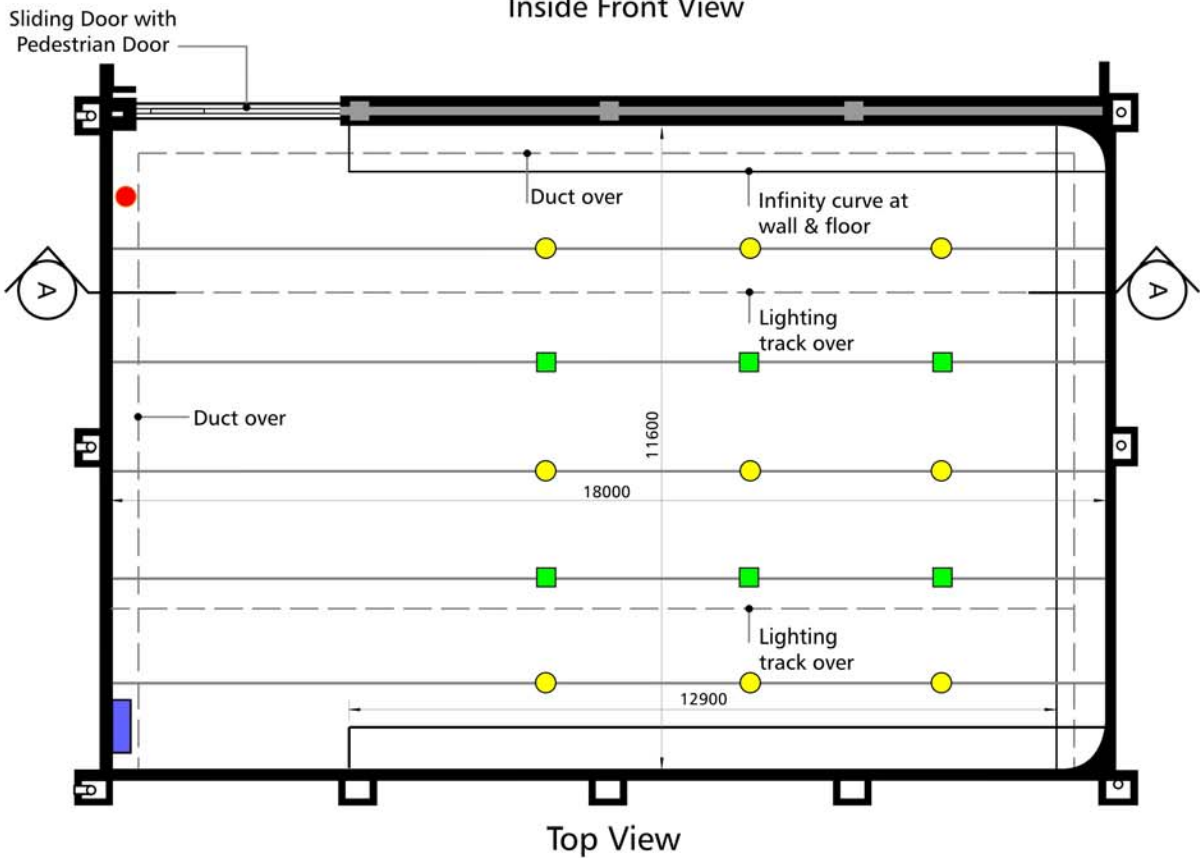 Inside Front View
Sliding Door with
Pedestrian Door
Duct over
Infinity curve at
wall & floor
A
A
Lighting
track over
Duct over
11600
18000
Lighting
track over
12900
Top View